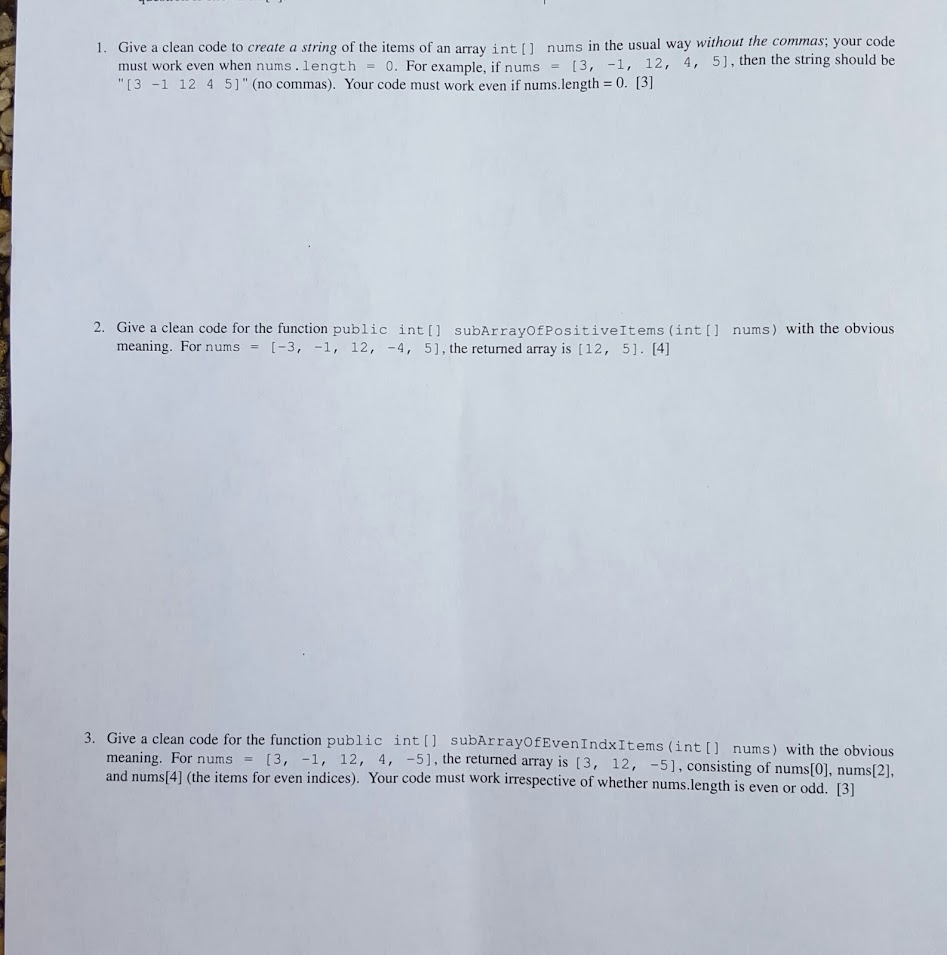 1. Give a clean code to create a string of the items of an array int[] nums in the usual way without the commas; your code
must work even when nums.length = 0. For example, if nums = [3, -1, 12, 4, 5], then the string should be
"[3 -1 12 4 5]" (no commas). Your code must work even if nums.length = 0. [3]
2. Give a clean code for the function public int[] subArrayOfPositiveItems(int[] nums) with the obvious
meaning. For nums = [-3, -1, 12, -4, 5], the returned array is [12, 5]. [4]
3. Give a clean code for the function public int[] subArrayOfEvenIndxItems(int[] nums) with the obvious
meaning. For nums = [3, -1, 12, 4, -5], the returned array is [3, 12, -5], consisting of nums[0], nums[2],
and nums[4] (the items for even indices). Your code must work irrespective of whether nums.length is even or odd. [3]